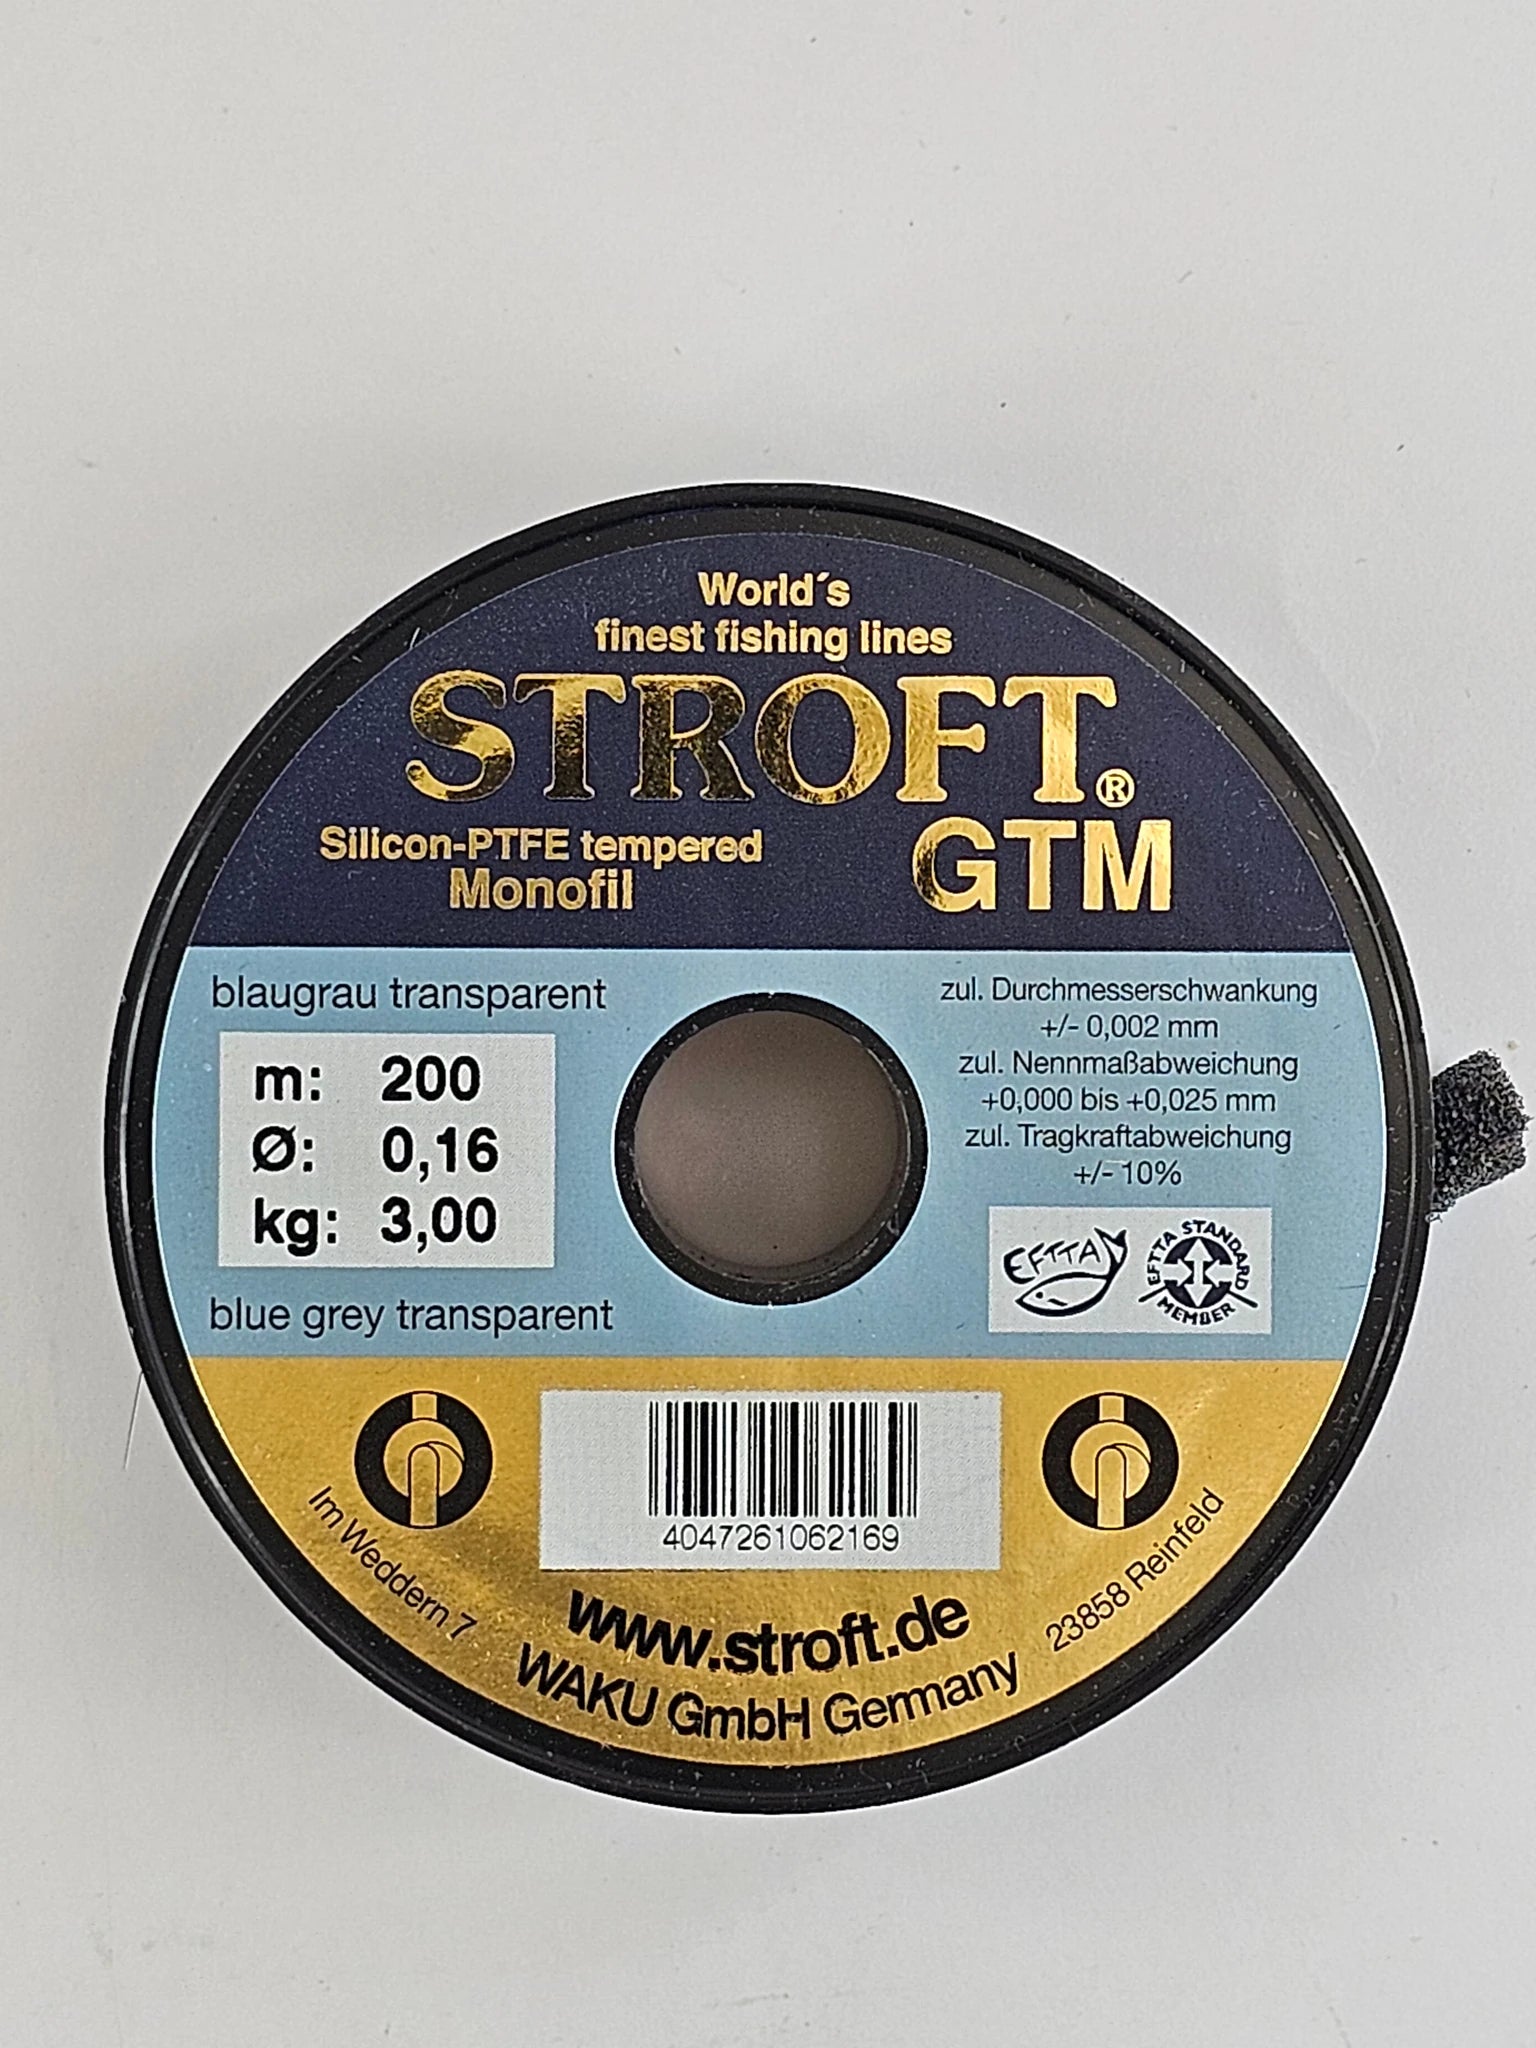 World´s
finest fishing lines
STROFT®
GTM
Silicon-PTFE tempered
Monofil
blaugrau transparent
m: 200
Ø: 0,16
kg: 3,00
blue grey transparent
zul. Durchmesserschwankung
+/- 0,002 mm
zul. Nennmaßabweichung
+0,000 bis +0,025 mm
zul. Tragkraftabweichung
+/- 10%
EFTTA
EFTTA STANDARD
MEMBER
4047261062169
Im Weddern 7
www.stroft.de
WAKU GmbH Germany
23858 Reinfeld